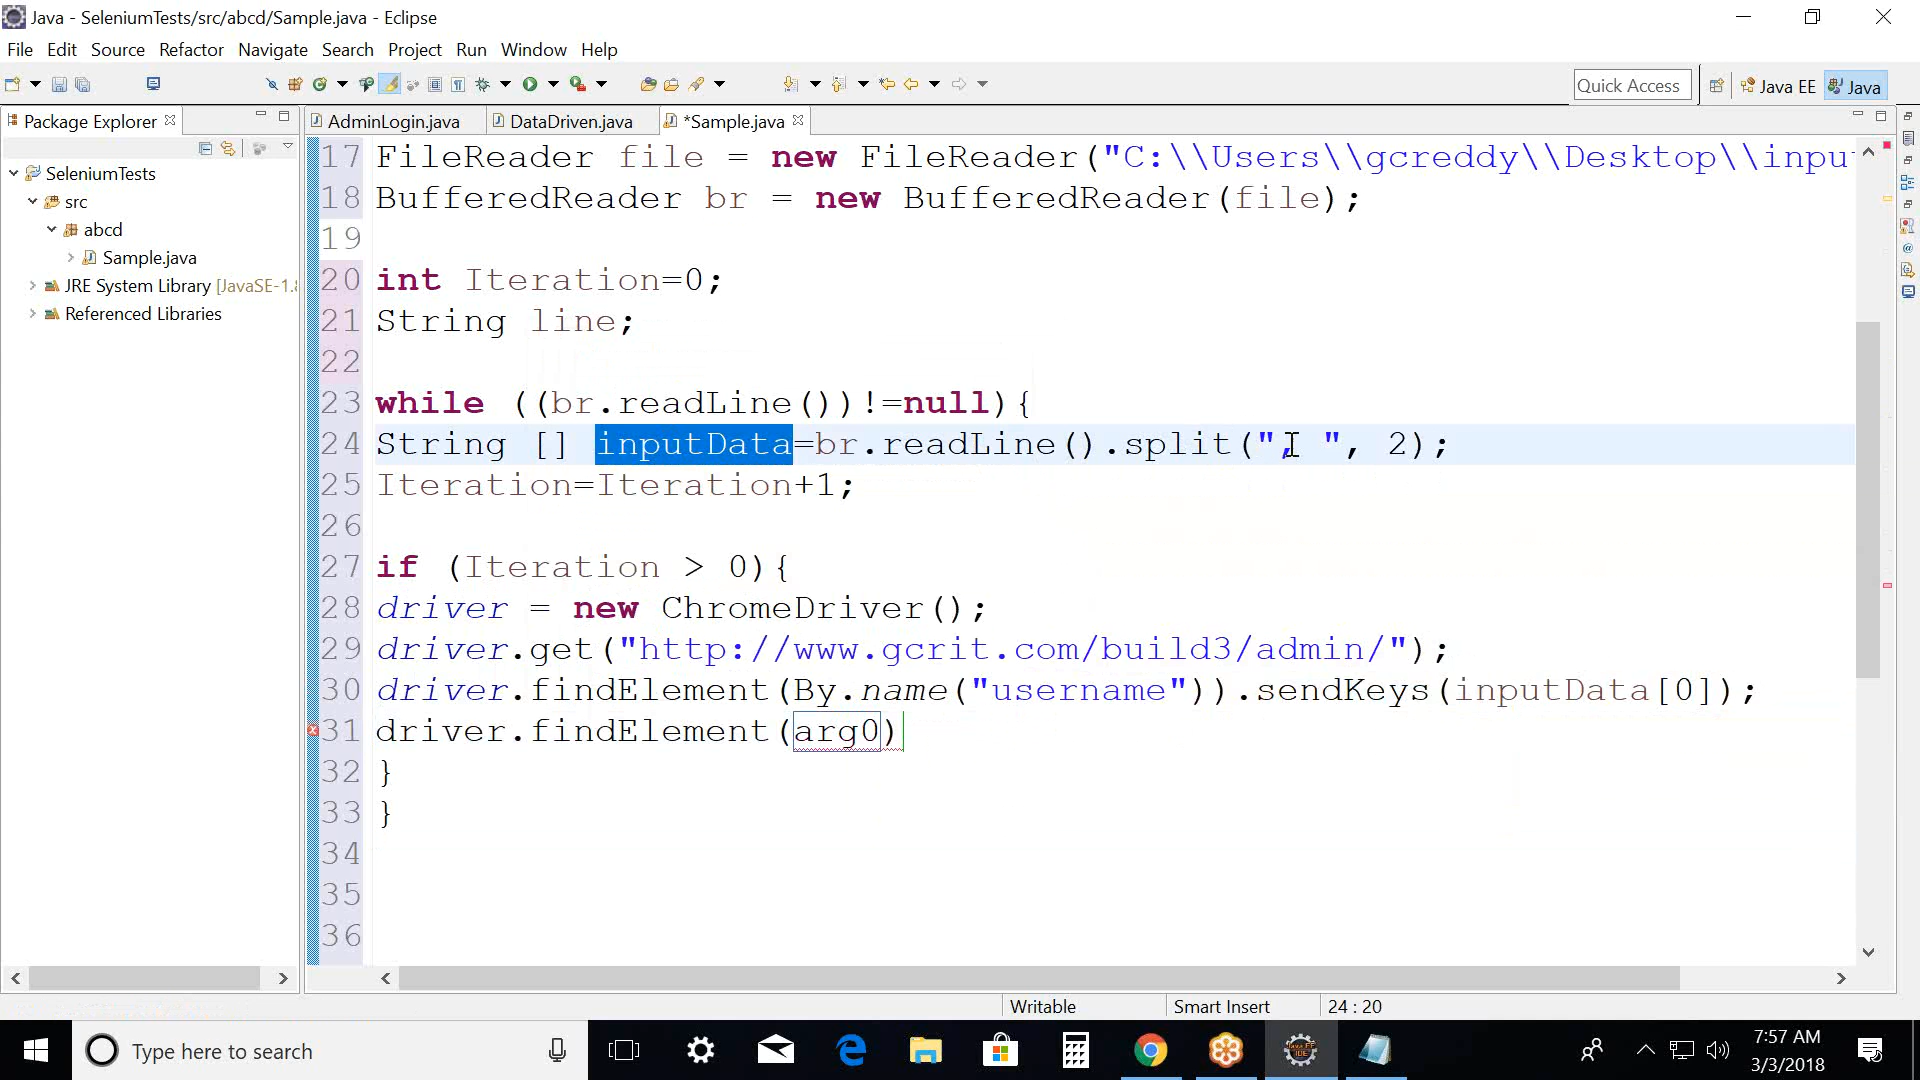 Java - SeleniumTests/src/abcd/Sample.java - Eclipse
File Edit Source Refactor Navigate Search Project Run Window Help
Quick Access
Java EE
Java
Package Explorer
AdminLogin.java
DataDriven.java
*Sample.java
SeleniumTests
src
abcd
Sample.java
JRE System Library [JavaSE-1.8
Referenced Libraries
17 FileReader file = new FileReader("C:\\Users\\gcreddy\\Desktop\\inpu
18 BufferedReader br = new BufferedReader(file);
19
20 int Iteration=0;
21 String line;
22
23 while ((br.readLine())!=null){
24 String [] inputData=br.readLine().split(", ", 2);
25 Iteration=Iteration+1;
26
27 if (Iteration > 0){
28 driver = new ChromeDriver();
29 driver.get("http://www.gcrit.com/build3/admin/");
30 driver.findElement(By.name("username")).sendKeys(inputData[0]);
31 driver.findElement(arg0)
32 }
33 }
34
35
36
Writable
Smart Insert
24 : 20
Type here to search
7:57 AM
3/3/2018